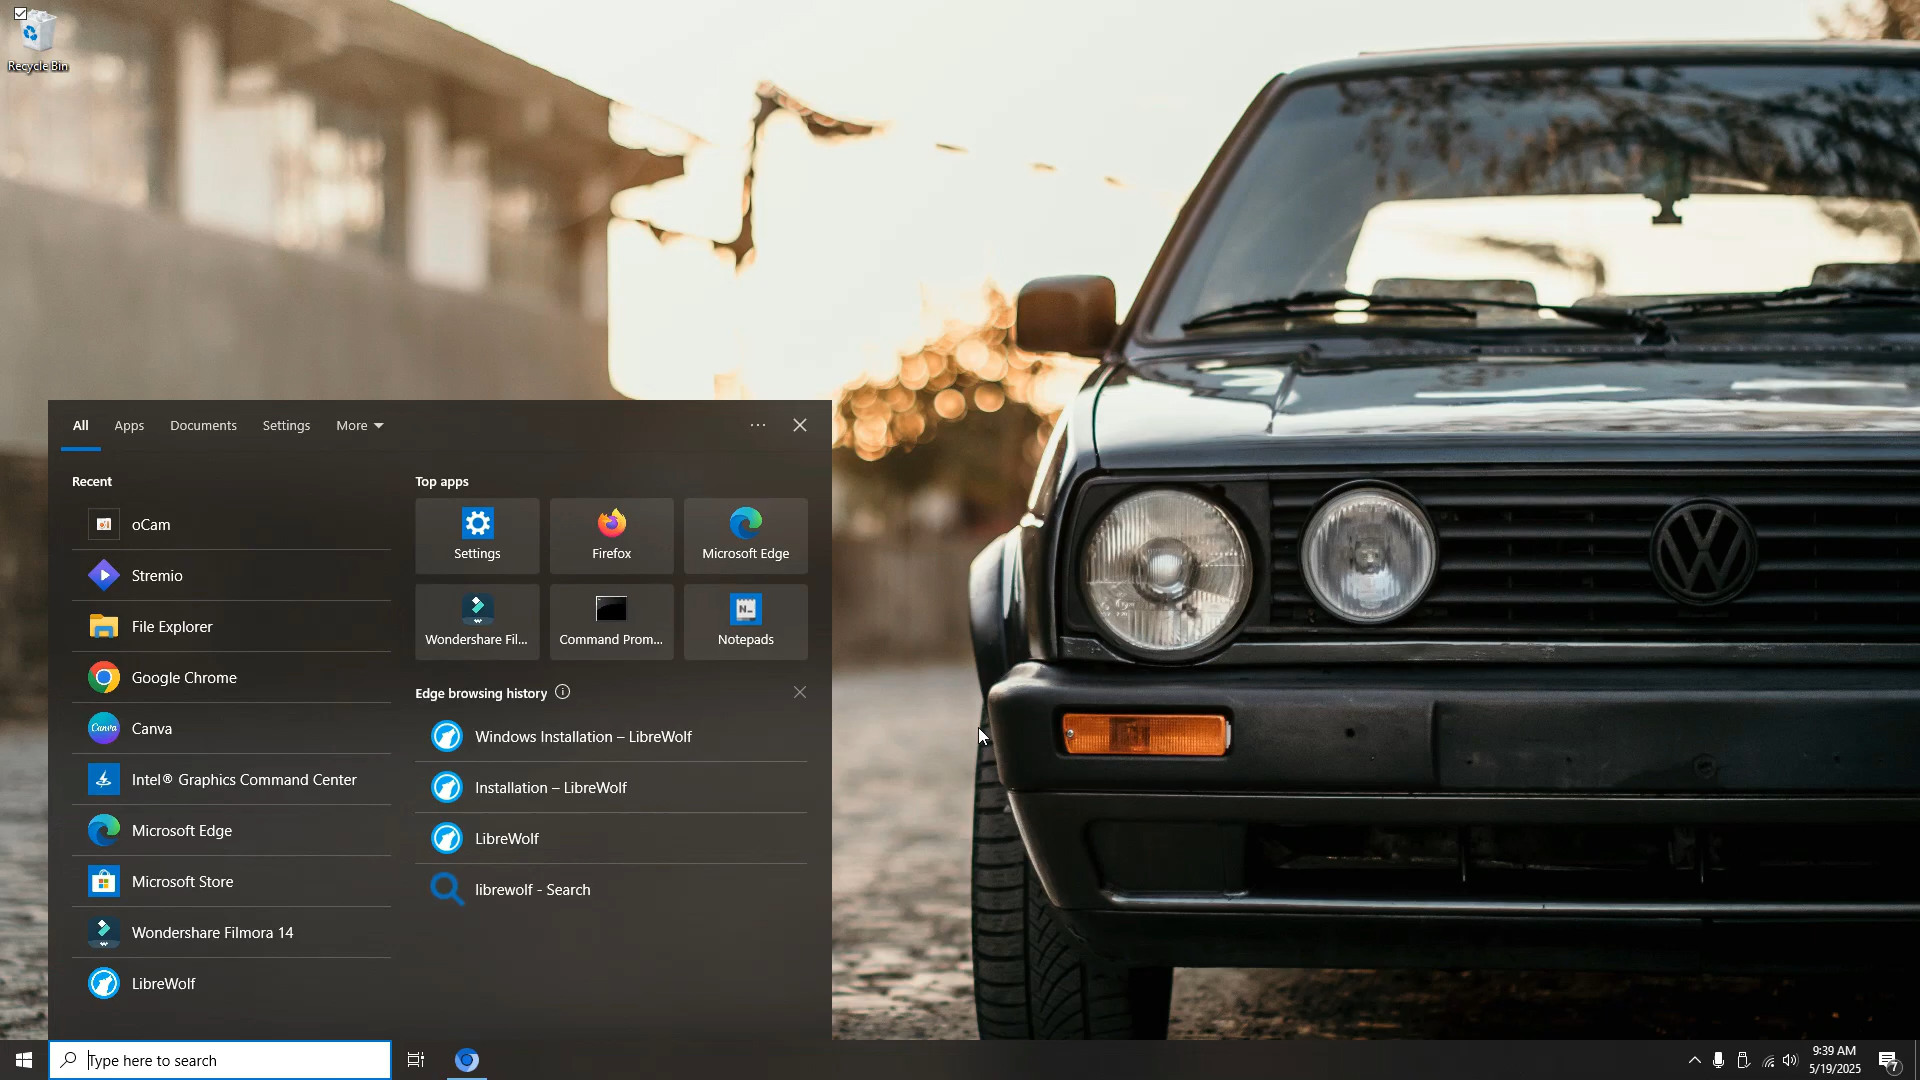 Recycle Bin
All Apps Documents Settings More
Recent
oCam
Stremio
File Explorer
Google Chrome
Canva
Intel® Graphics Command Center
Microsoft Edge
Microsoft Store
Wondershare Filmora 14
LibreWolf
Top apps
Settings
Firefox
Microsoft Edge
Wondershare Fil...
Command Prom...
Notepads
Edge browsing history
Windows Installation – LibreWolf
Installation – LibreWolf
LibreWolf
librewolf - Search
Type here to search
9:39 AM
5/19/2025
7